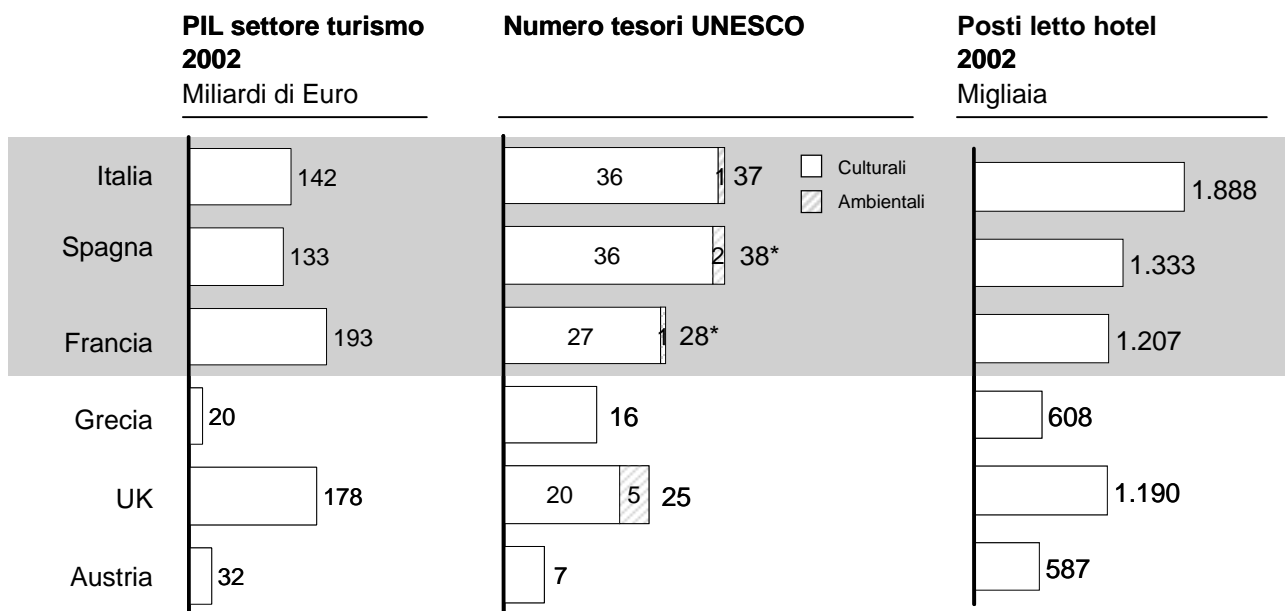 PIL settore turismo
2002
Miliardi di Euro
Numero tesori UNESCO
Posti letto hotel
2002
Migliaia
Culturali
Ambientali
Italia
142
36
1
37
1.888
Spagna
133
36
2
38*
1.333
Francia
193
27
1
28*
1.207
Grecia
20
16
608
UK
178
20
5
25
1.190
Austria
32
7
587